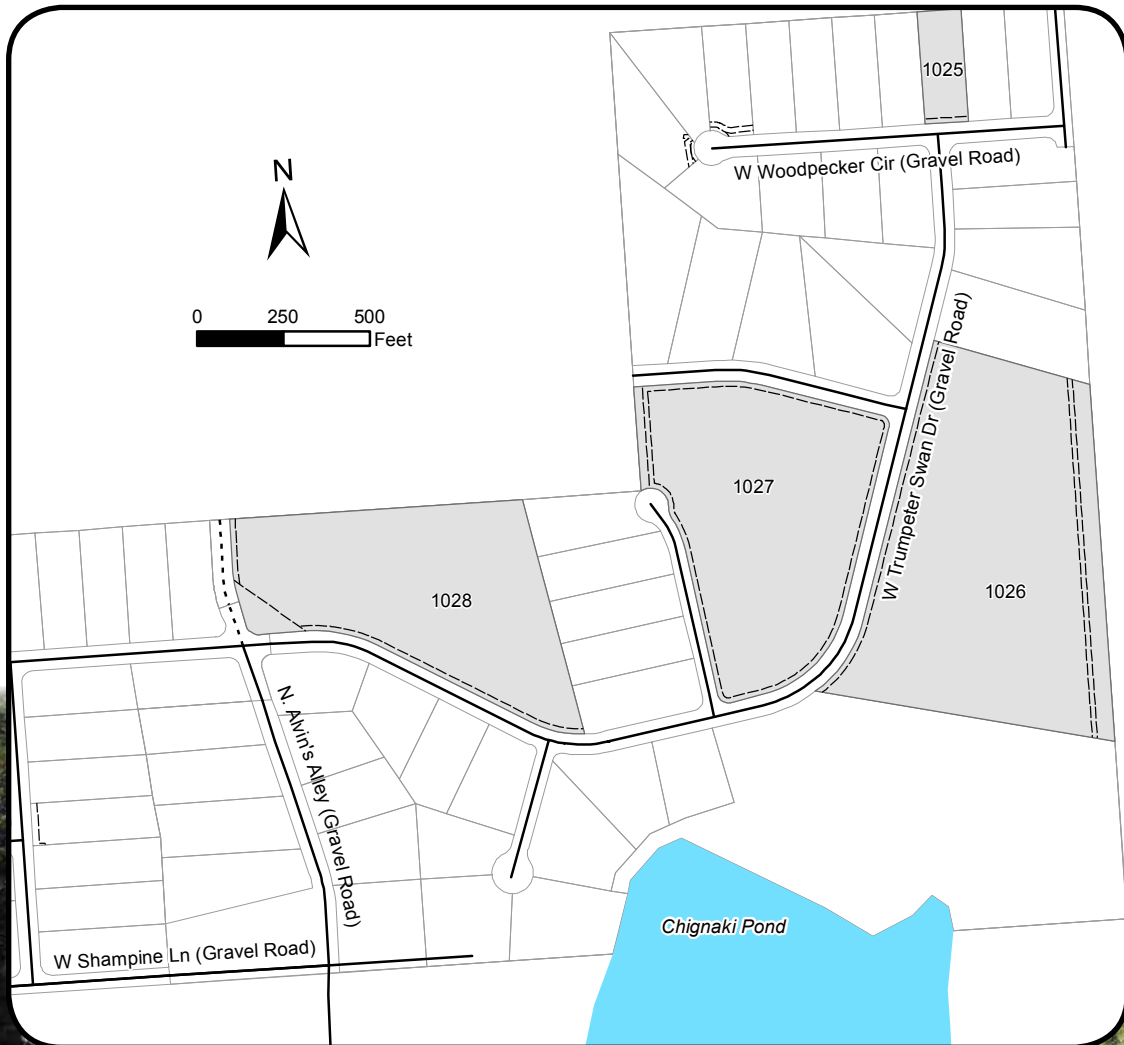 1025
W Woodpecker Cir (Gravel Road)
N
0 250 500
Feet
W Trumpeter Swan Dr (Gravel Road)
1027
1026
1028
N. Alvin's Alley (Gravel Road)
Chignaki Pond
W Shampine Ln (Gravel Road)